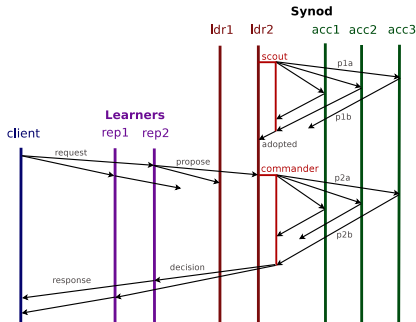 Synod
ldr1 ldr2 acc1 acc2 acc3
scout
p1a
p1b
adopted
Learners
client rep1 rep2
request
propose
commander
p2a
p2b
decision
response